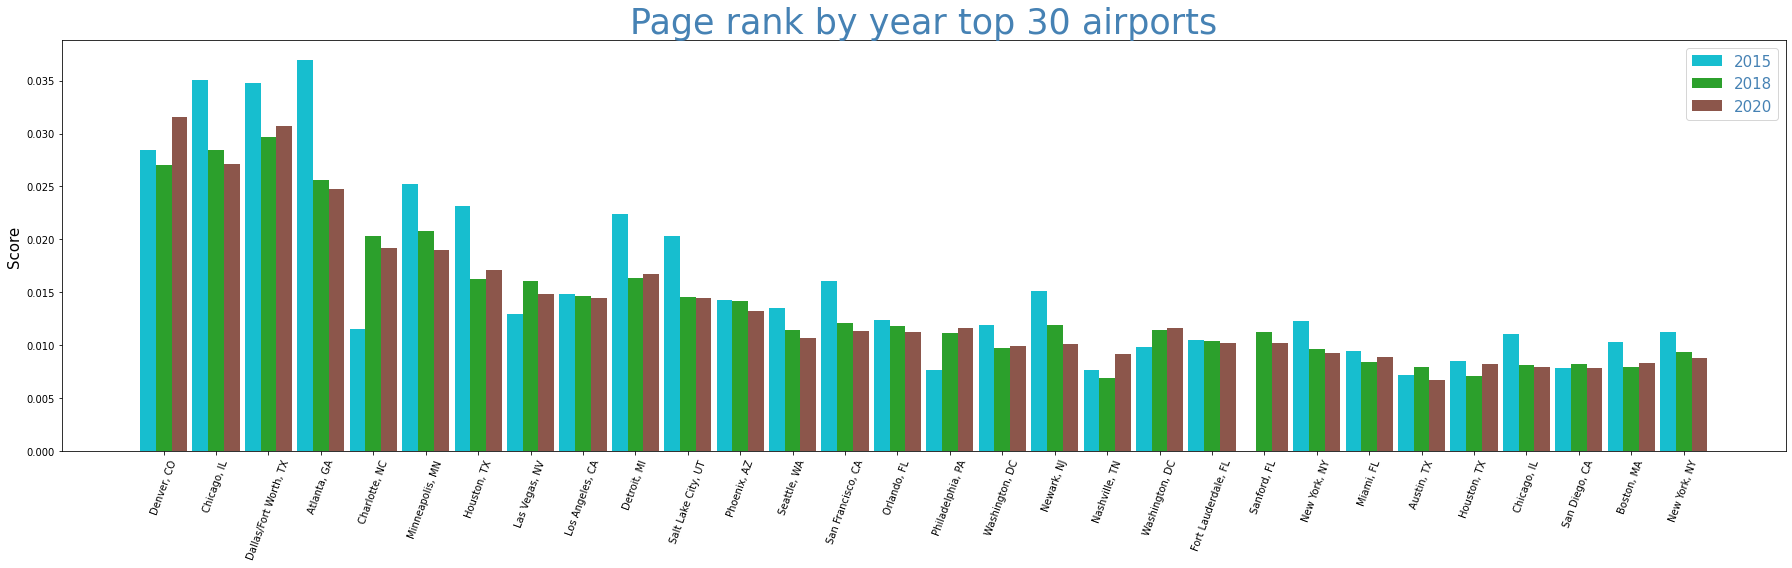 Page rank by year top 30 airports
2015
2018
2020
Score
0.035
0.030
0.025
0.020
0.015
0.010
0.005
0.000
Denver, CO
Chicago, IL
Dallas/Fort Worth, TX
Atlanta, GA
Charlotte, NC
Minneapolis, MN
Houston, TX
Las Vegas, NV
Los Angeles, CA
Detroit, MI
Salt Lake City, UT
Phoenix, AZ
Seattle, WA
San Francisco, CA
Orlando, FL
Philadelphia, PA
Washington, DC
Newark, NJ
Nashville, TN
Washington, DC
Fort Lauderdale, FL
Sanford, FL
New York, NY
Miami, FL
Austin, TX
Houston, TX
Chicago, IL
San Diego, CA
Boston, MA
New York, NY